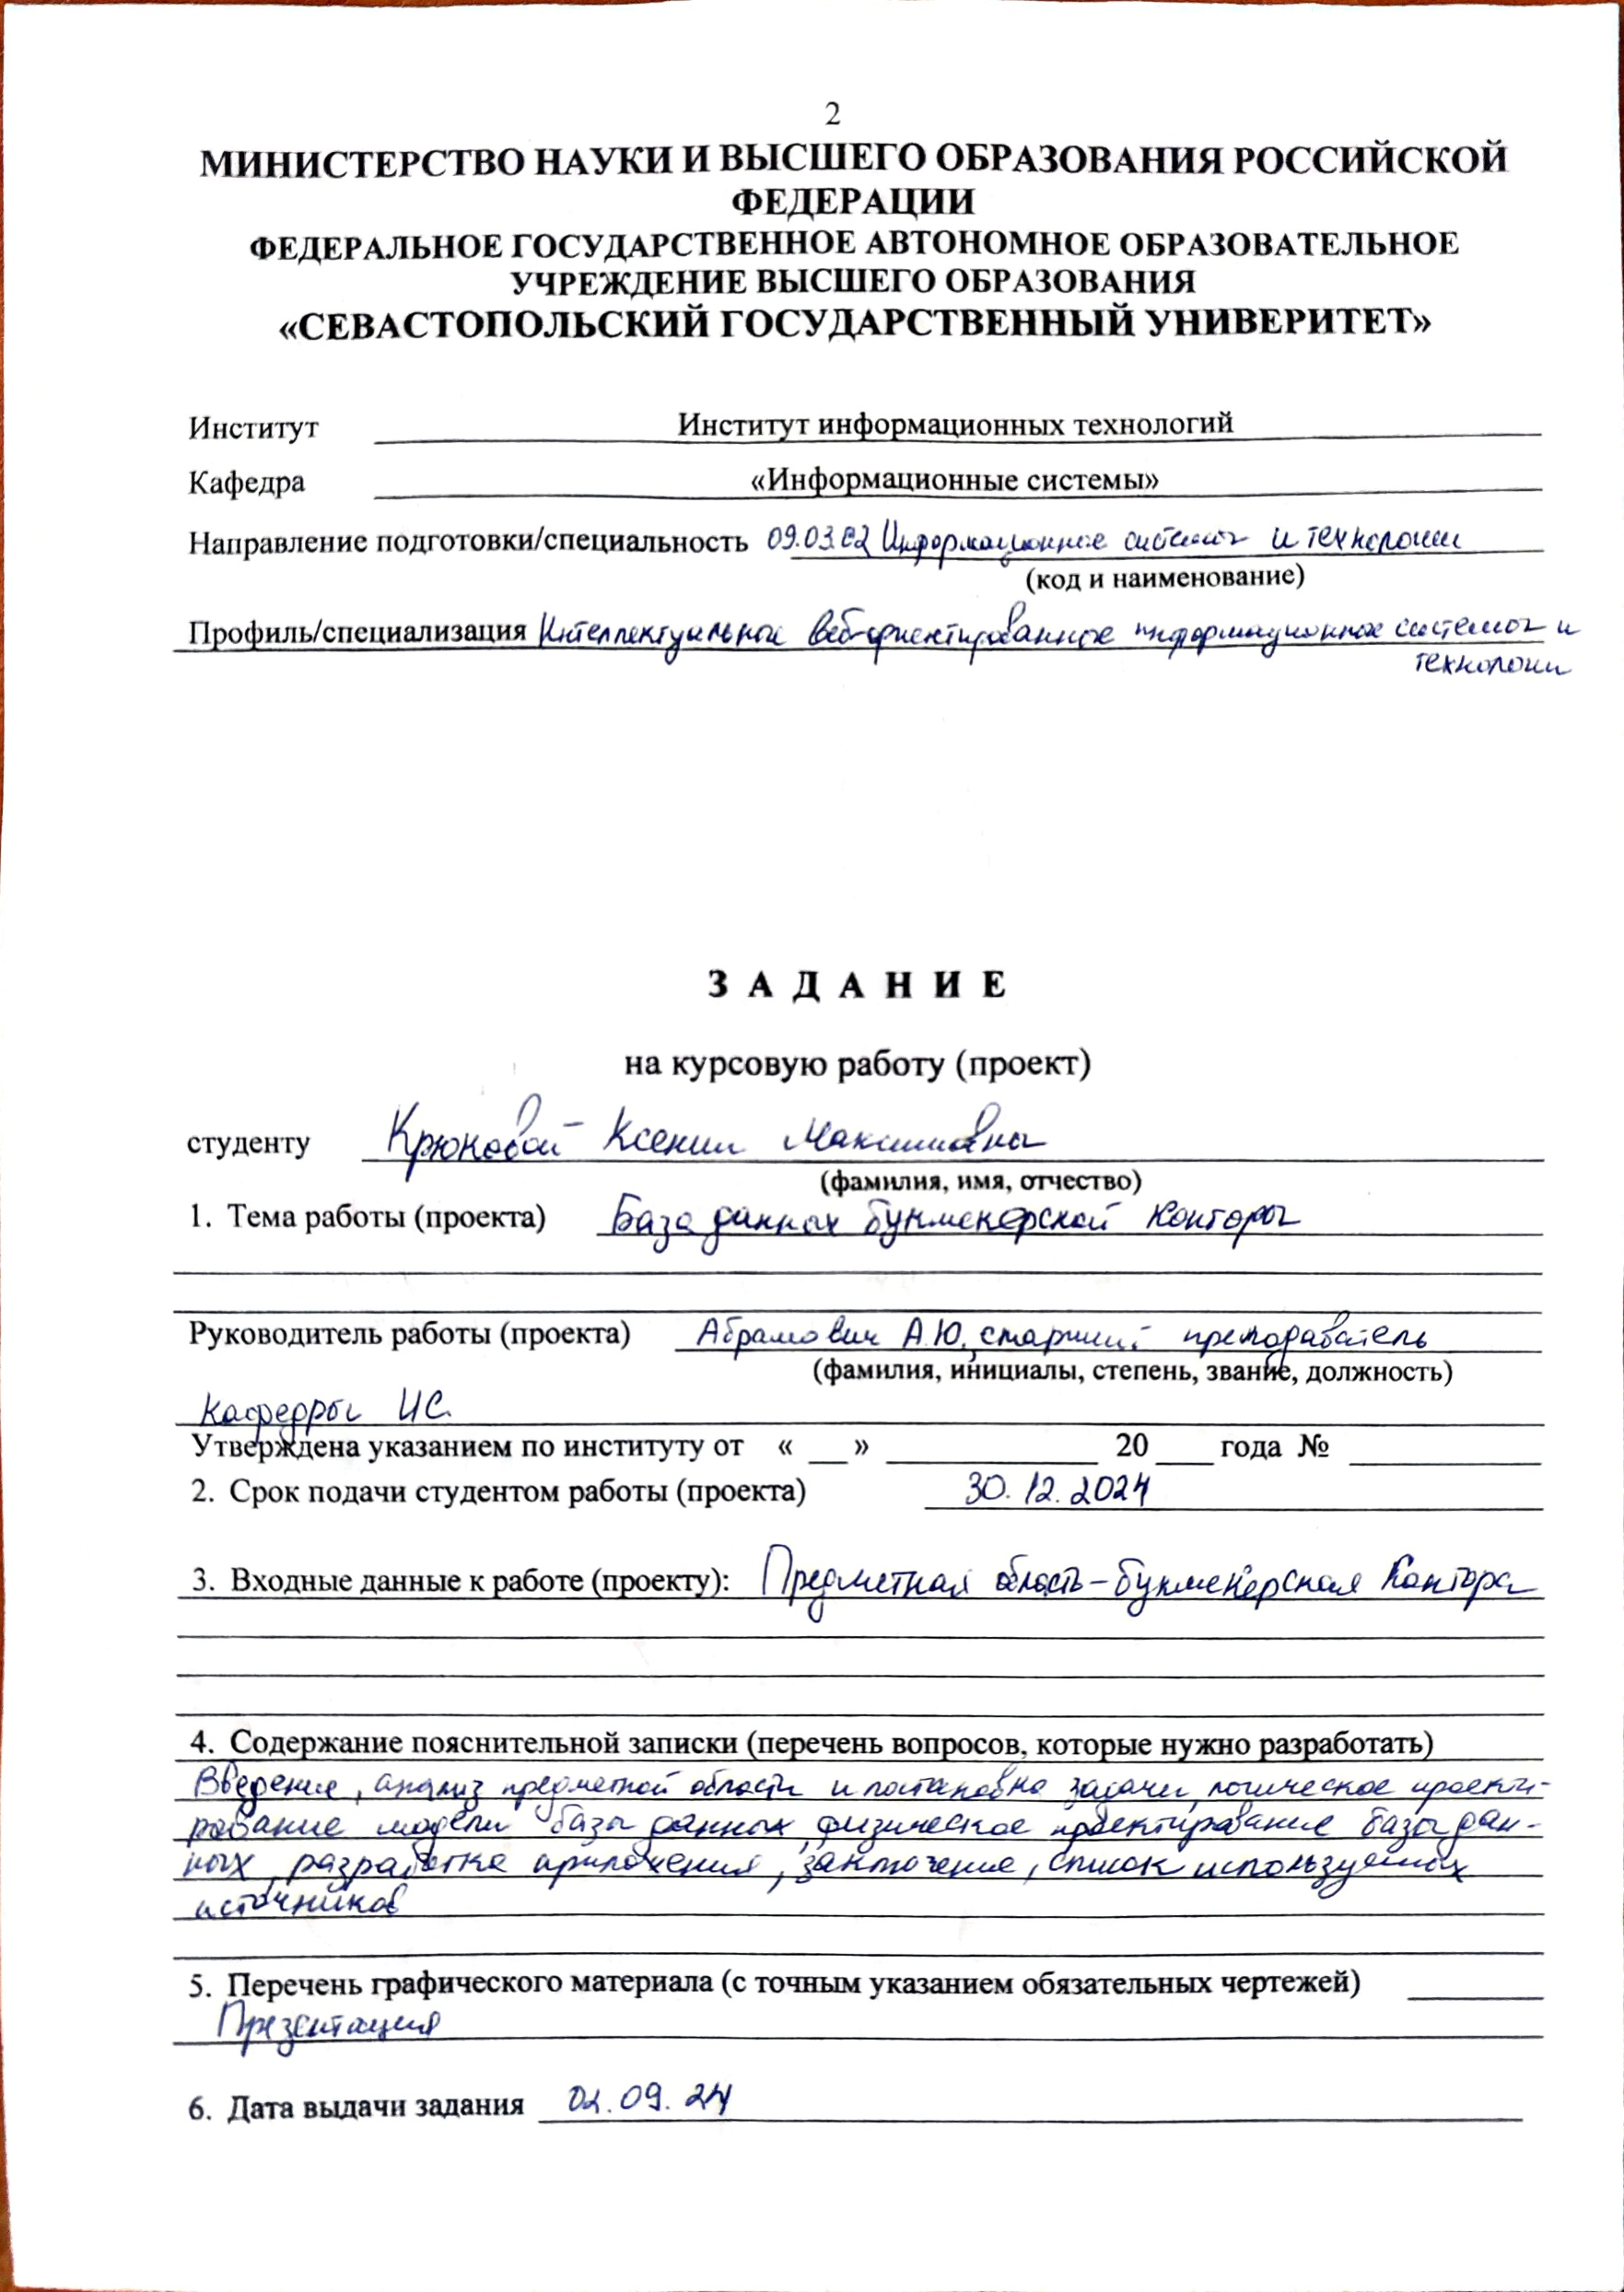 2
МИНИСТЕРСТВО НАУКИ И ВЫСШЕГО ОБРАЗОВАНИЯ РОССИЙСКОЙ
ФЕДЕРАЦИИ
ФЕДЕРАЛЬНОЕ ГОСУДАРСТВЕННОЕ АВТОНОМНОЕ ОБРАЗОВАТЕЛЬНОЕ
УЧРЕЖДЕНИЕ ВЫСШЕГО ОБРАЗОВАНИЯ
«СЕВАСТОПОЛЬСКИЙ ГОСУДАРСТВЕННЫЙ УНИВЕРИТЕТ»
Институт Институт информационных технологий
Кафедра «Информационные системы»
Направление подготовки/специальность 09.03.02 Информационные системы и технологии
(код и наименование)
Профиль/специализация Интеллектуальные веб-ориентированные информационные системы и
технологии
З А Д А Н И Е
на курсовую работу (проект)
студенту Крюковой Ксении Максимовны
(фамилия, имя, отчество)
1. Тема работы (проекта) База данных букмекерской конторы
Руководитель работы (проекта) Абрамович А.Ю., старший преподаватель
(фамилия, инициалы, степень, звание, должность)
кафедры ИС
Утверждена указанием по институту от « __ » ____________ 20 ___ года № ____________
2. Срок подачи студентом работы (проекта) 30.12.2024
3. Входные данные к работе (проекту): Предметная область – букмекерская контора
4. Содержание пояснительной записки (перечень вопросов, которые нужно разработать)
Введение, анализ предметной области и постановка задачи, логическое проекти-
рование модели базы данных, физическое проектирование базы дан-
ных, разработка приложения, заключение, список используемых
источников
5. Перечень графического материала (с точным указанием обязательных чертежей) ________
Презентация
6. Дата выдачи задания 02.09.24